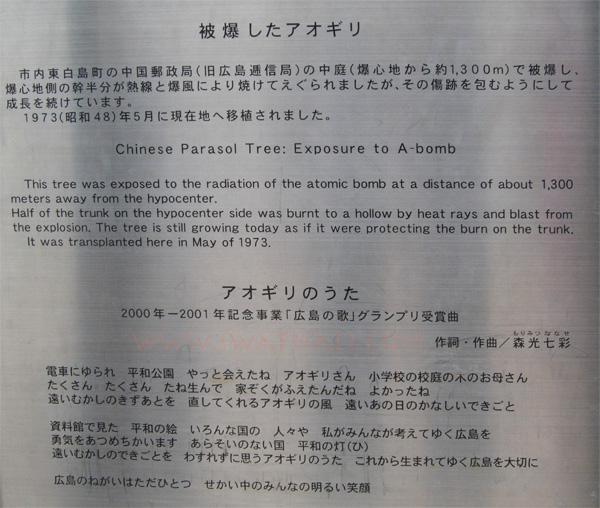 被爆したアオギリ
市内東白島町の中国郵政局(旧広島逓信局)の中庭(爆心地から約1,300m)で被爆し、
爆心地側の幹半分が熱線と爆風により焼けてえぐられましたが、その傷跡を包むようにして
成長を続けています。
1973(昭和48)年5月に現在地へ移植されました。
Chinese Parasol Tree: Exposure to A-bomb
This tree was exposed to the radiation of the atomic bomb at a distance of about 1,300
meters away from the hypocenter.
Half of the trunk on the hypocenter side was burnt to a hollow by heat rays and blast from
the explosion. The tree is still growing today as if it were protecting the burn on the trunk.
It was transplanted here in May of 1973.
アオギリのうた
2000年−2001年記念事業「広島の歌」グランプリ受賞曲
もりみつななせ
作詞・作曲／森光七彩
電車にゆられ 平和公園 やっと会えたね アオギリさん 小学校の校庭の木のお母さん
たくさん たくさん たね生んで 家ぞくがふえたんだね よかったね
遠いむかしのきずあとを 直してくれるアオギリの風 遠いあの日のかなしいできごと
資料館で見た 平和の絵 いろんな国の 人々や 私がみんなが考えてゆく広島を
勇気をあつめちかいます あらそいのない国 平和の灯(ひ)
遠いむかしのできごとを わすれずに思うアオギリのうた これから生まれてゆく広島を大切に
広島のねがいはただひとつ せかい中のみんなの明るい笑顔